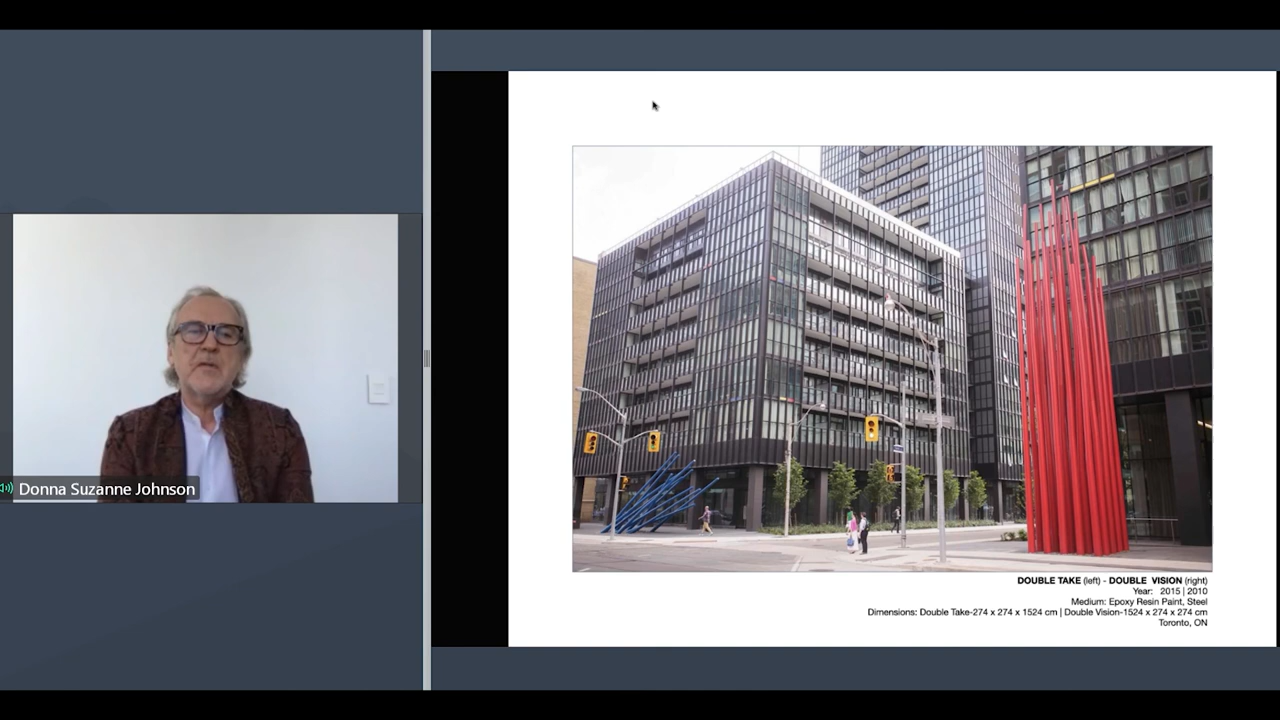 Donna Suzanne Johnson
DOUBLE TAKE (left) - DOUBLE VISION (right)
Year: 2015 | 2010
Medium: Epoxy Resin Paint, Steel
Dimensions: Double Take-274 x 274 x 1524 cm | Double Vision-1524 x 274 x 274 cm
Toronto, ON